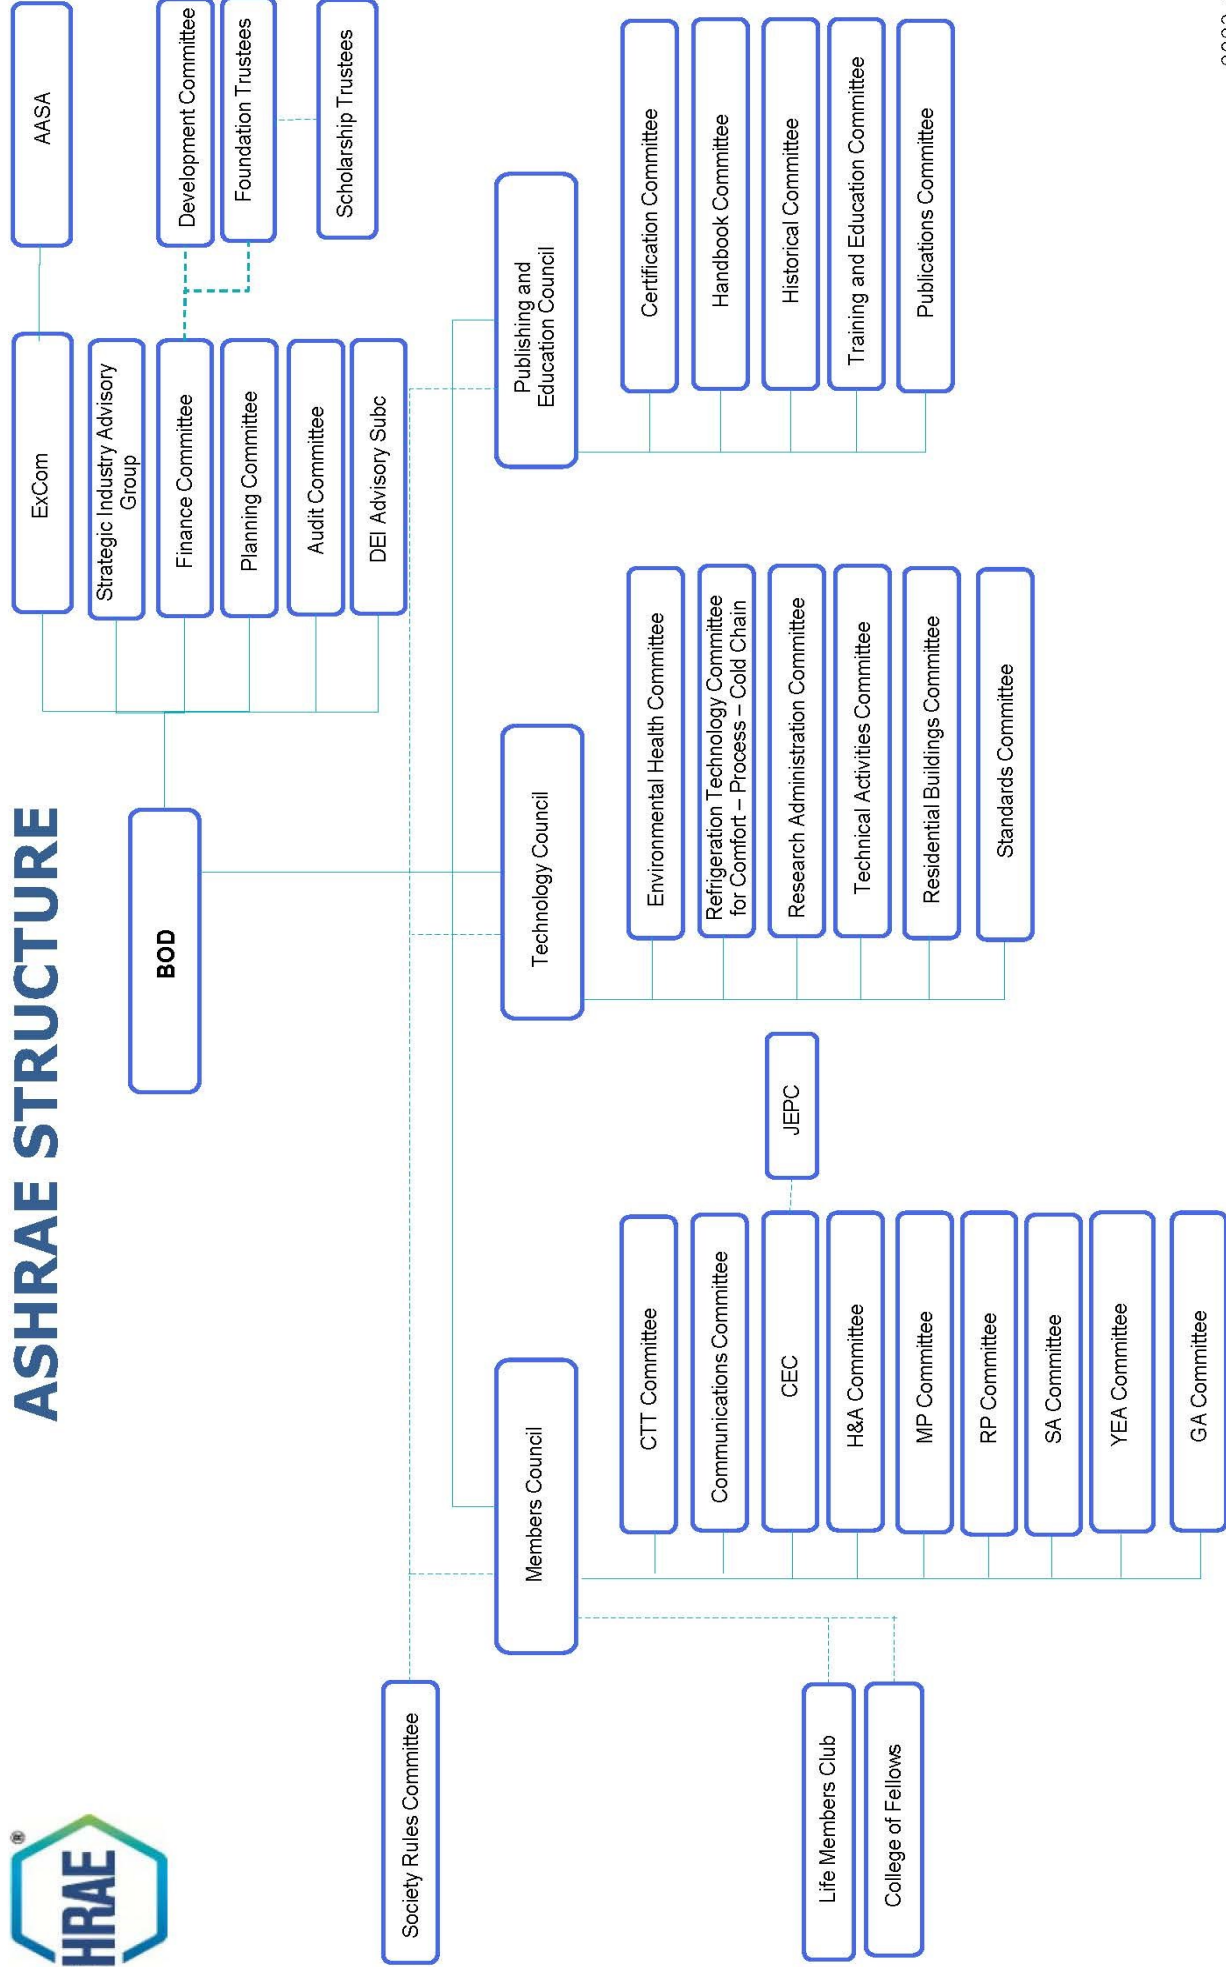 HRAE
®
ASHRAE STRUCTURE
BOD
ExCom
AASA
Strategic Industry Advisory
Group
Finance Committee
Development Committee
Planning Committee
Foundation Trustees
Audit Committee
Scholarship Trustees
DEI Advisory Subc
Society Rules Committee
Members Council
Technology Council
Publishing and
Education Council
CTT Committee
Communications Committee
CEC
JEPC
H&A Committee
MP Committee
RP Committee
SA Committee
YEA Committee
GA Committee
Life Members Club
College of Fellows
Environmental Health Committee
Refrigeration Technology Committee
for Comfort – Process – Cold Chain
Research Administration Committee
Technical Activities Committee
Residential Buildings Committee
Standards Committee
Certification Committee
Handbook Committee
Historical Committee
Training and Education Committee
Publications Committee